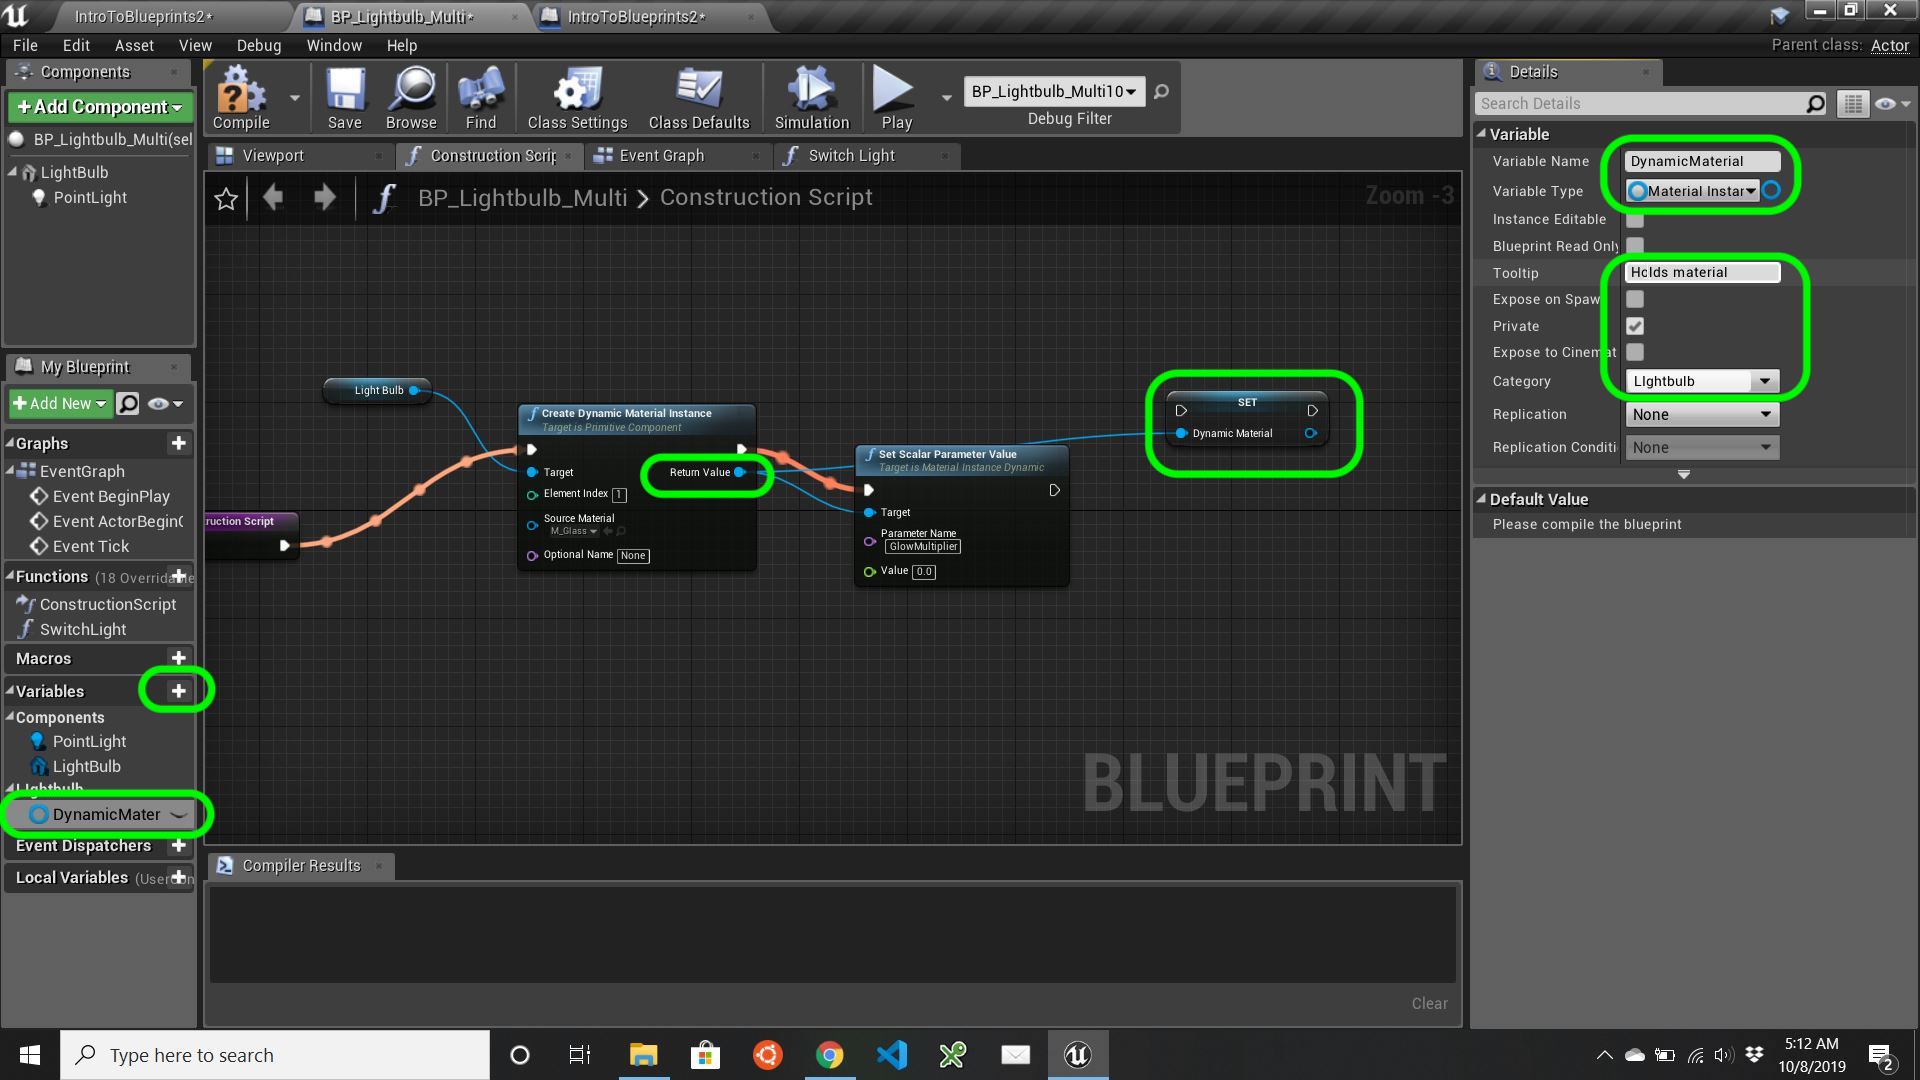 IntroToBlueprints2*
BP_Lightbulb_Multi*
IntroToBlueprints2*
File Edit Asset View Debug Window Help
Parent class: Actor
Components
Add Component
BP_Lightbulb_Multi(sel
LightBulb
PointLight
Compile
Save
Browse
Find
Class Settings
Class Defaults
Simulation
Play
BP_Lightbulb_Multi10
Debug Filter
Viewport
Construction Scrip
Event Graph
Switch Light
BP_Lightbulb_Multi > Construction Script
Zoom -3
My Blueprint
Add New
Graphs
EventGraph
Event BeginPlay
Event ActorBeginO
Event Tick
Functions (18 Overridable
ConstructionScript
SwitchLight
Macros
Variables
Components
PointLight
LightBulb
LIghtbulb
DynamicMater
Event Dispatchers
Local Variables
Light Bulb
ruction Script
Create Dynamic Material Instance
Target is Primitive Component
Target
Return Value
Element Index 1
Source Material
M_Glass
Optional Name None
Set Scalar Parameter Value
Target is Material Instance Dynamic
Target
Parameter Name
GlowMultiplier
Value 0.0
SET
Dynamic Material
BLUEPRINT
Compiler Results
Clear
Details
Search Details
Variable
Variable Name DynamicMaterial
Variable Type Material Instar
Instance Editable
Blueprint Read Only
Tooltip Holds material
Expose on Spaw
Private
Expose to Cinemat
Category LIghtbulb
Replication None
Replication Conditi None
Default Value
Please compile the blueprint
Type here to search
5:12 AM
10/8/2019
2